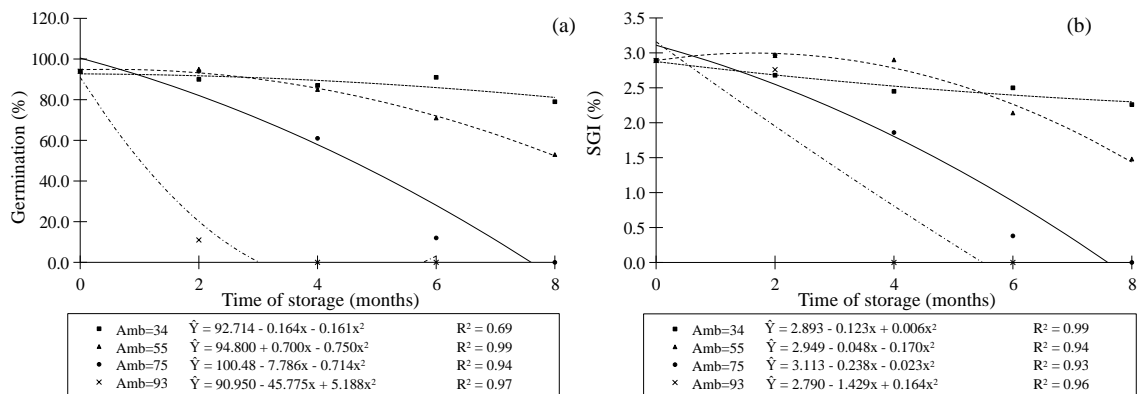 (a)
120.0
100.0
80.0
60.0
40.0
20.0
0.0
Germination (%)
0 2 4 6 8
Time of storage (months)
Amb=34 Ŷ = 92.714 - 0.164x - 0.161x² R² = 0.69
Amb=55 Ŷ = 94.800 + 0.700x - 0.750x² R² = 0.99
Amb=75 Ŷ = 100.48 - 7.786x - 0.714x² R² = 0.94
Amb=93 Ŷ = 90.950 - 45.775x + 5.188x² R² = 0.97
(b)
3.5
3.0
2.5
2.0
1.5
1.0
0.5
0.0
SGI (%)
0 2 4 6 8
Time of storage (months)
Amb=34 Ŷ = 2.893 - 0.123x + 0.006x² R² = 0.99
Amb=55 Ŷ = 2.949 - 0.048x - 0.170x² R² = 0.94
Amb=75 Ŷ = 3.113 - 0.238x - 0.023x² R² = 0.93
Amb=93 Ŷ = 2.790 - 1.429x + 0.164x² R² = 0.96